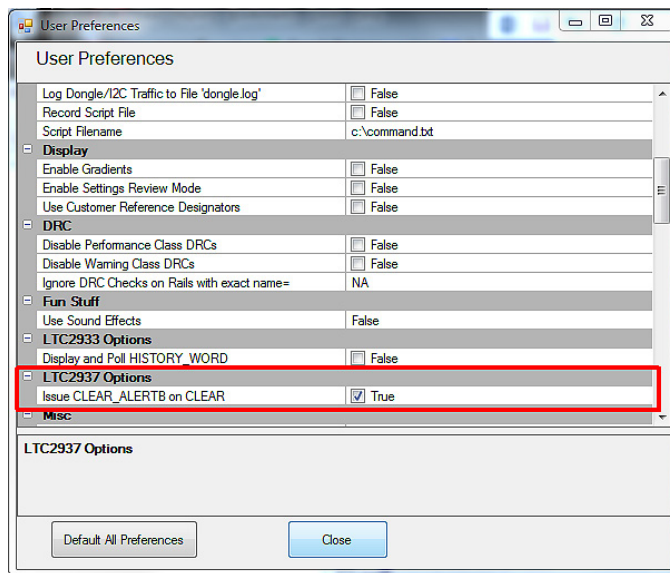 User Preferences
User Preferences
Log Dongle/I2C Traffic to File 'dongle.log' False
Record Script File False
Script Filename c:\command.txt
Display
Enable Gradients False
Enable Settings Review Mode False
Use Customer Reference Designators False
DRC
Disable Performance Class DRCs False
Disable Warning Class DRCs False
Ignore DRC Checks on Rails with exact name= NA
Fun Stuff
Use Sound Effects False
LTC2933 Options
Display and Poll HISTORY_WORD False
LTC2937 Options
Issue CLEAR_ALERTB on CLEAR True
Misc
LTC2937 Options
Default All Preferences Close